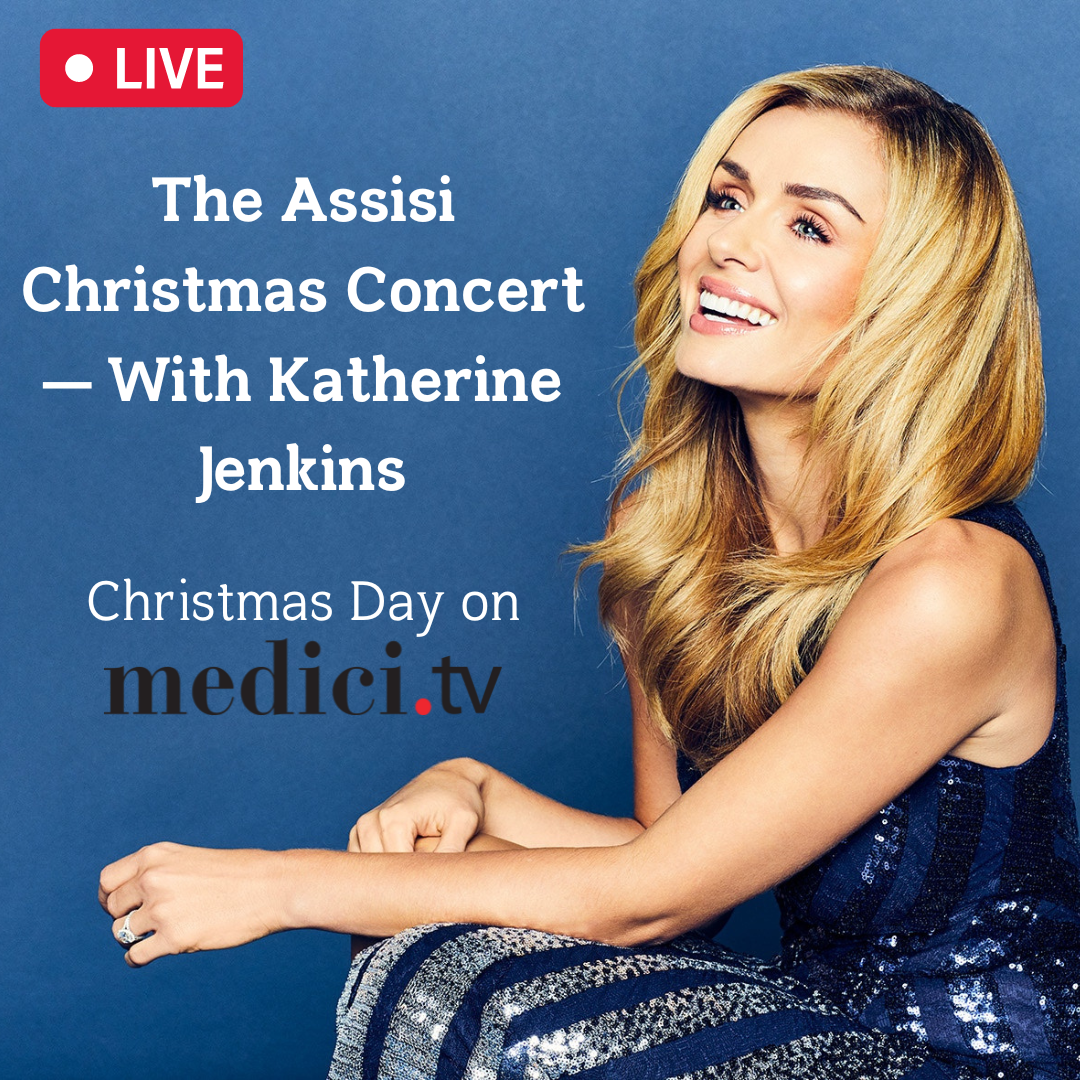 LIVE
The Assisi
Christmas Concert
— With Katherine
Jenkins
Christmas Day on
medici.tv